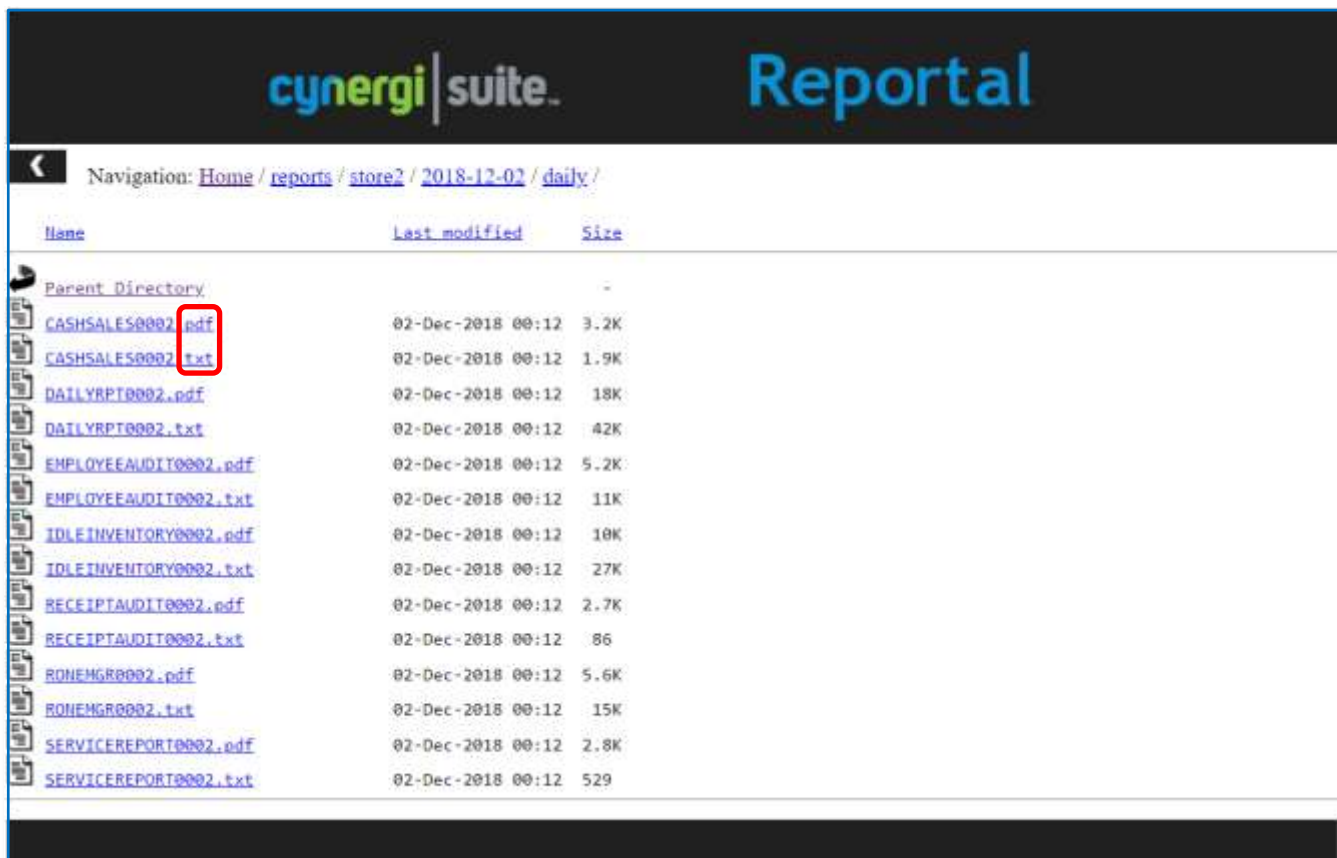 cynergi|suite™ Reportal
Navigation: Home / reports / store2 / 2018-12-02 / daily /
Name Last modified Size
Parent Directory -
CASHSALES0002.pdf 02-Dec-2018 00:12 3.2K
CASHSALES0002.txt 02-Dec-2018 00:12 1.9K
DAILYRPT0002.pdf 02-Dec-2018 00:12 18K
DAILYRPT0002.txt 02-Dec-2018 00:12 42K
EMPLOYEEAUDIT0002.pdf 02-Dec-2018 00:12 5.2K
EMPLOYEEAUDIT0002.txt 02-Dec-2018 00:12 11K
IDLEINVENTORY0002.pdf 02-Dec-2018 00:12 10K
IDLEINVENTORY0002.txt 02-Dec-2018 00:12 27K
RECEIPTAUDIT0002.pdf 02-Dec-2018 00:12 2.7K
RECEIPTAUDIT0002.txt 02-Dec-2018 00:12 86
RONEMGR0002.pdf 02-Dec-2018 00:12 5.6K
RONEMGR0002.txt 02-Dec-2018 00:12 15K
SERVICEREPORT0002.pdf 02-Dec-2018 00:12 2.8K
SERVICEREPORT0002.txt 02-Dec-2018 00:12 529